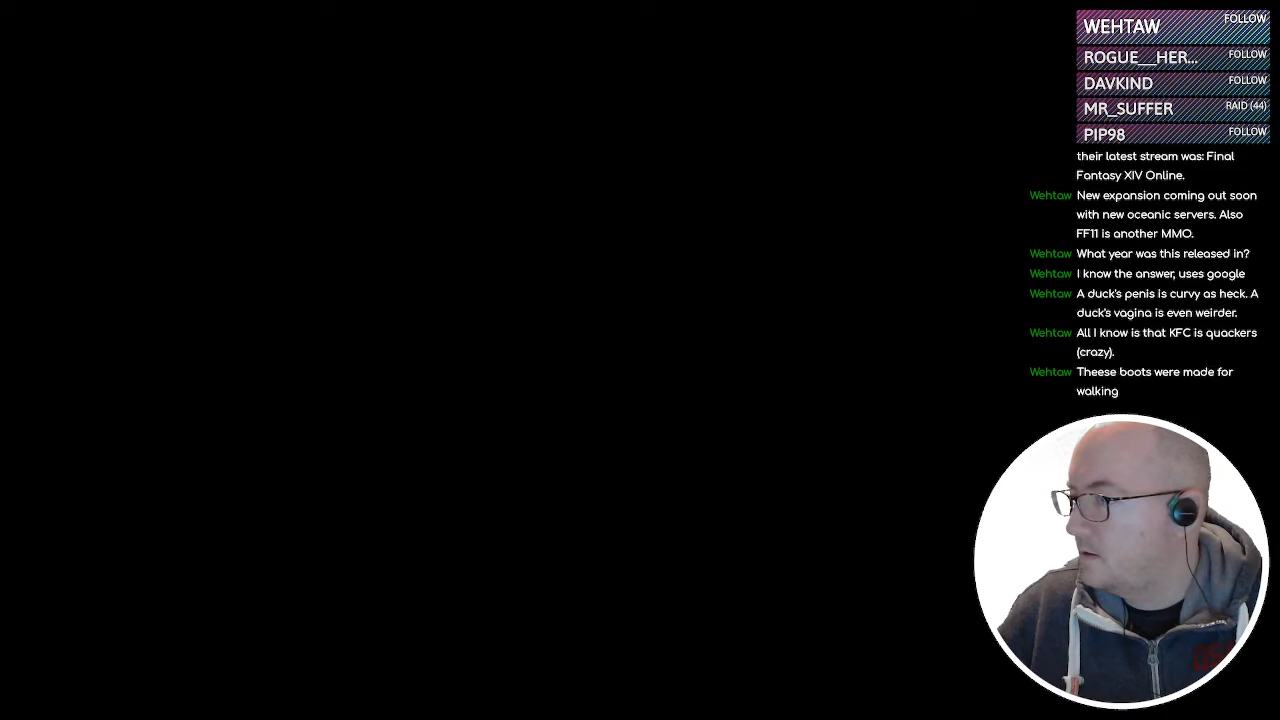 WEHTAW FOLLOW
ROGUE__HER... FOLLOW
DAVKIND FOLLOW
MR_SUFFER RAID (44)
PIP98 FOLLOW
their latest stream was: Final
Fantasy XIV Online.
Wehtaw New expansion coming out soon
with new oceanic servers. Also
FF11 is another MMO.
Wehtaw What year was this released in?
Wehtaw I know the answer, uses google
Wehtaw A duck's penis is curvy as heck. A
duck's vagina is even weirder.
Wehtaw All I know is that KFC is quackers
(crazy).
Wehtaw Theese boots were made for
walking